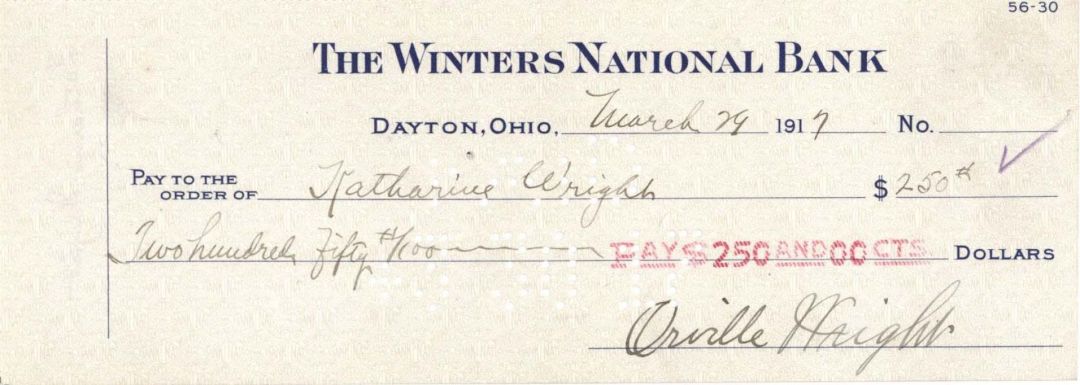 56-30
THE WINTERS NATIONAL BANK
DAYTON, OHIO, March 29 1917 No.
PAY TO THE ORDER OF Katharine Wright $ 250 #
Two hundred Fifty #/100 PAY $250 AND 00 CTS DOLLARS
Orville Wright